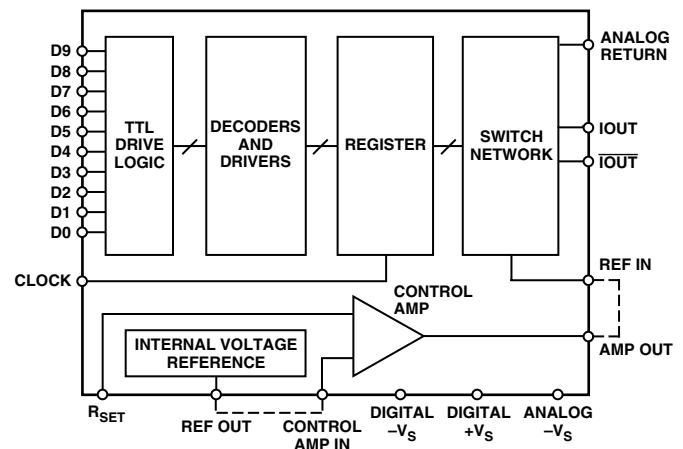 D9
D8
D7
D6
D5
D4
D3
D2
D1
D0
CLOCK
TTL
DRIVE
LOGIC
DECODERS
AND
DRIVERS
REGISTER
SWITCH
NETWORK
ANALOG
RETURN
IOUT
IOUT
REF IN
AMP OUT
CONTROL
AMP
INTERNAL VOLTAGE
REFERENCE
RSET
REF OUT
CONTROL
AMP IN
DIGITAL
–VS
DIGITAL
+VS
ANALOG
–VS